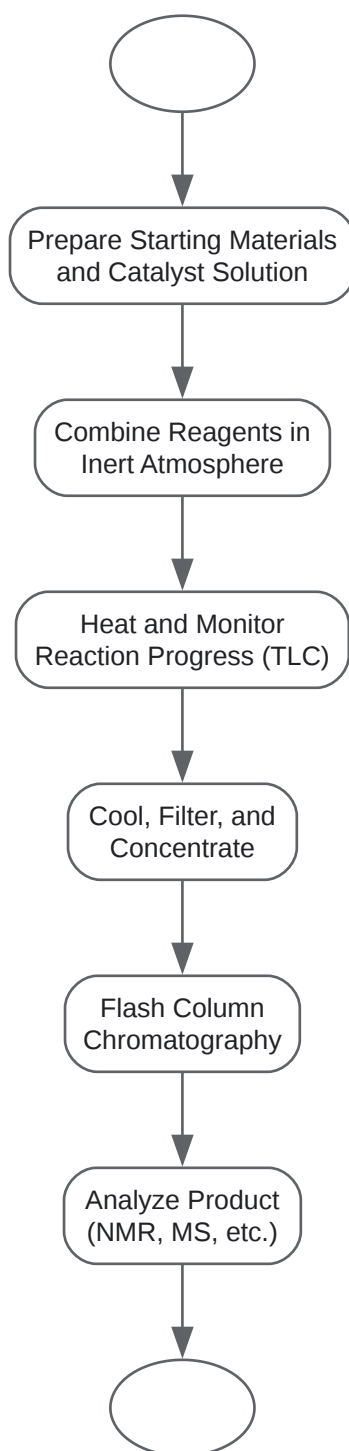 Prepare Starting Materials
and Catalyst Solution
Combine Reagents in
Inert Atmosphere
Heat and Monitor
Reaction Progress (TLC)
Cool, Filter, and
Concentrate
Flash Column
Chromatography
Analyze Product
(NMR, MS, etc.)